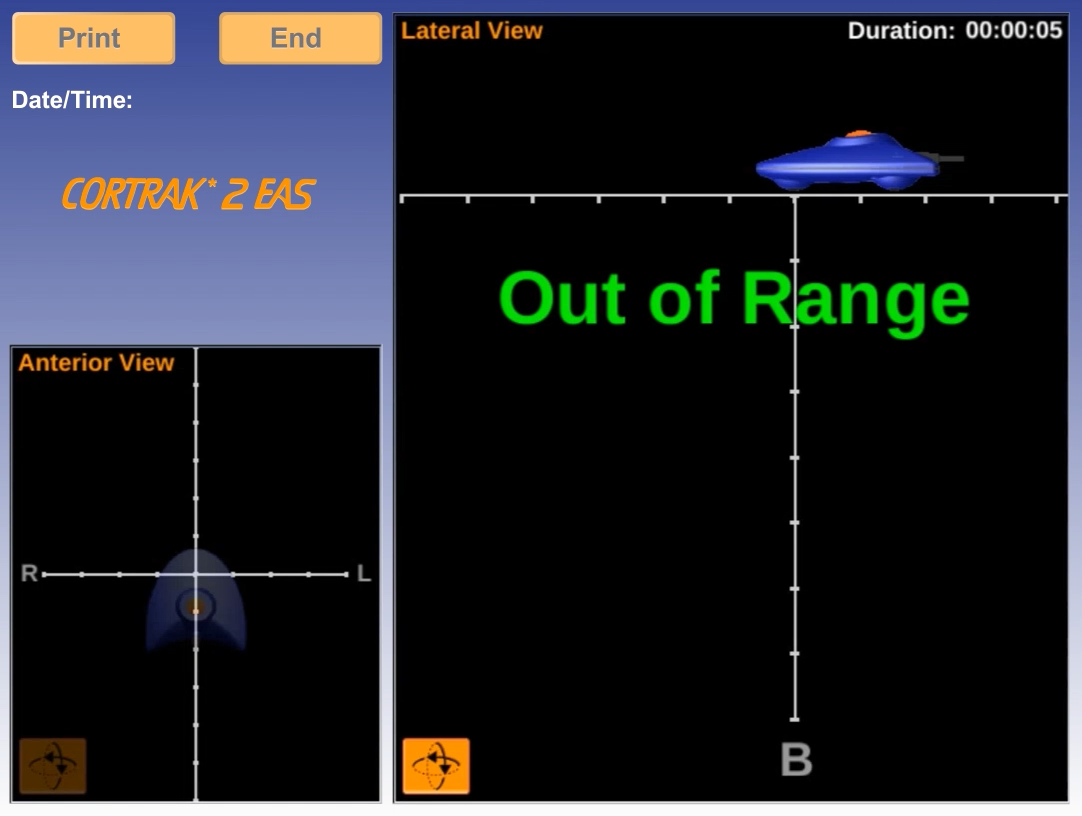 Print
End
Date/Time:
CORTRAK* 2 EAS
Anterior View
R
L
Lateral View
Duration: 00:00:05
Out of Range
B